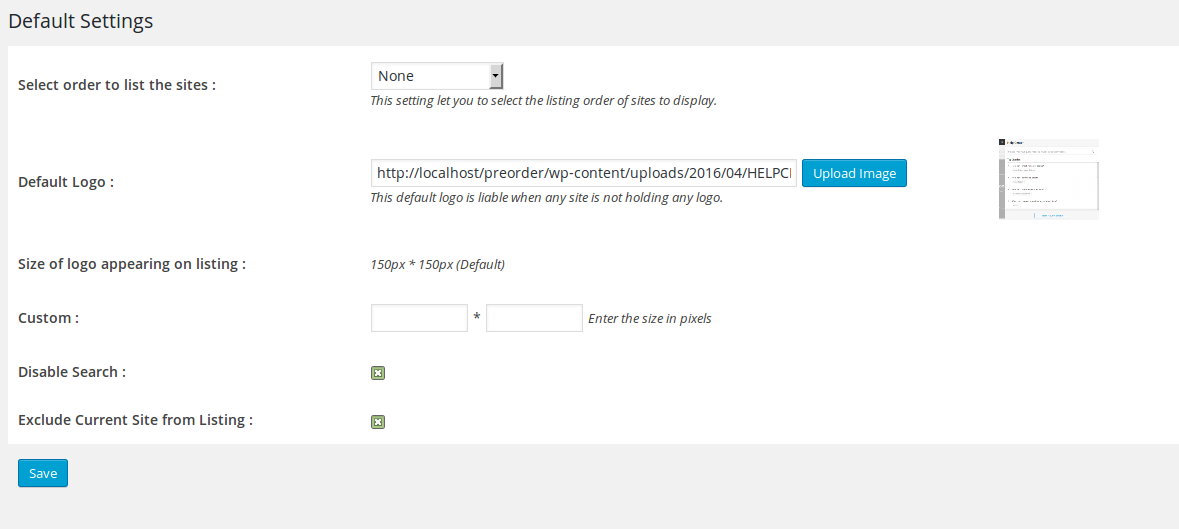 Default Settings
Select order to list the sites :
None
This setting let you to select the listing order of sites to display.
Default Logo :
http://localhost/preorder/wp-content/uploads/2016/04/HELPC
Upload Image
This default logo is liable when any site is not holding any logo.
Size of logo appearing on listing :
150px * 150px (Default)
Custom :
*
Enter the size in pixels
Disable Search :
Exclude Current Site from Listing :
Save